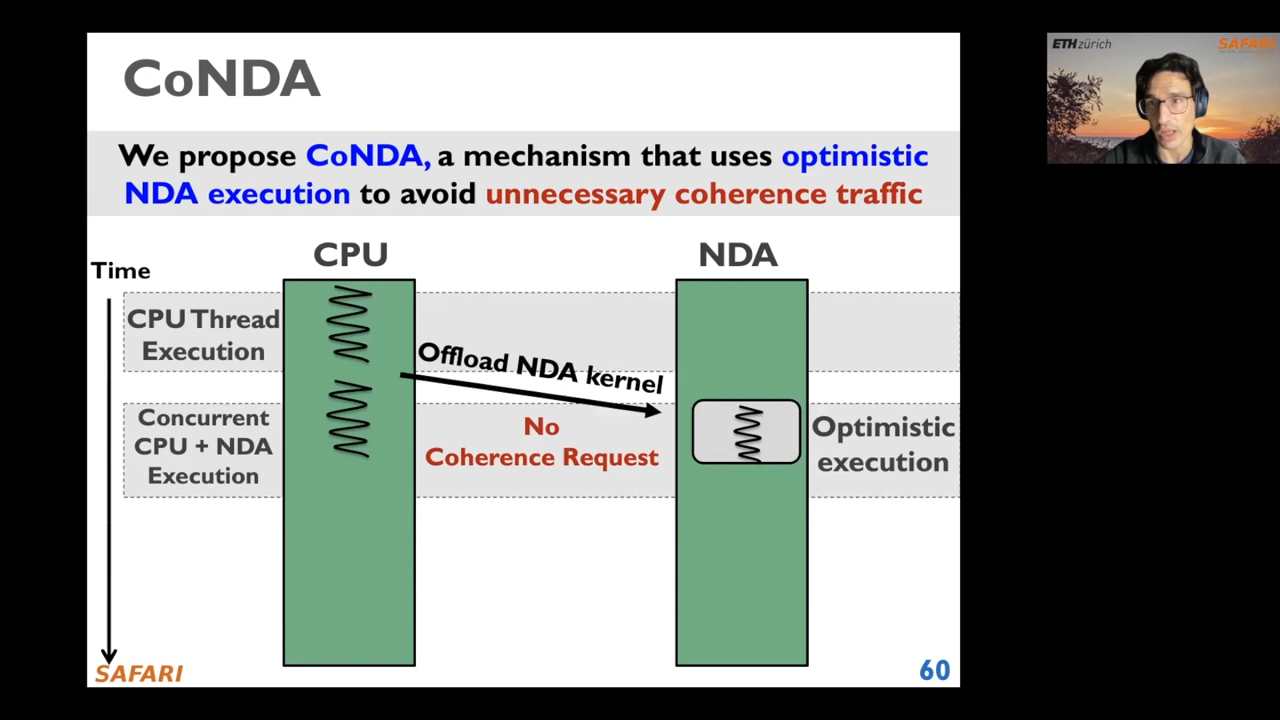 CoNDA
We propose CoNDA, a mechanism that uses optimistic
NDA execution to avoid unnecessary coherence traffic
CPU
NDA
Time
CPU Thread
Execution
Offload NDA kernel
Concurrent
CPU + NDA
Execution
No
Coherence Request
Optimistic
execution
SAFARI
60
ETH zürich
SAFARI